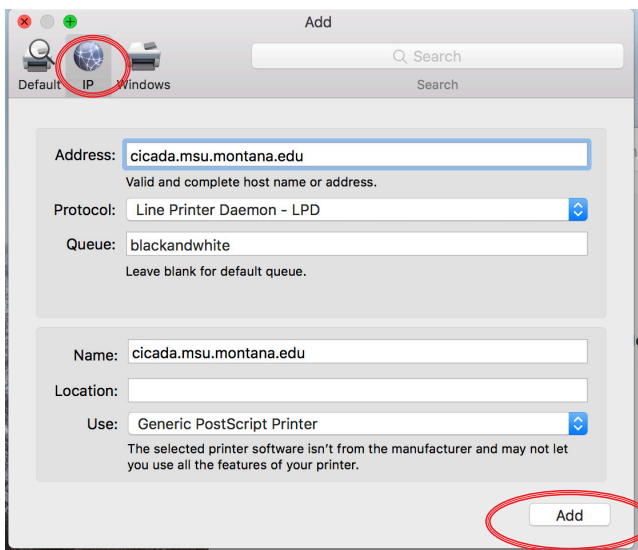 Add
Search
Default IP Windows Search
Address: cicada.msu.montana.edu
Valid and complete host name or address.
Protocol: Line Printer Daemon - LPD
Queue: blackandwhite
Leave blank for default queue.
Name: cicada.msu.montana.edu
Location:
Use: Generic PostScript Printer
The selected printer software isn't from the manufacturer and may not let
you use all the features of your printer.
Add